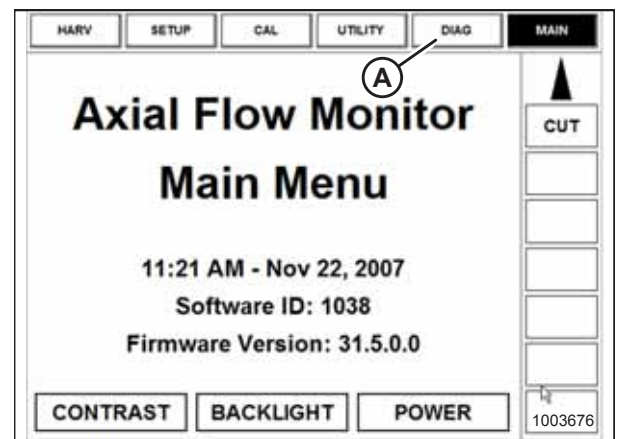 HARV SETUP CAL UTILITY DIAG MAIN
A
Axial Flow Monitor
CUT
Main Menu
11:21 AM - Nov 22, 2007
Software ID: 1038
Firmware Version: 31.5.0.0
CONTRAST BACKLIGHT POWER
1003676